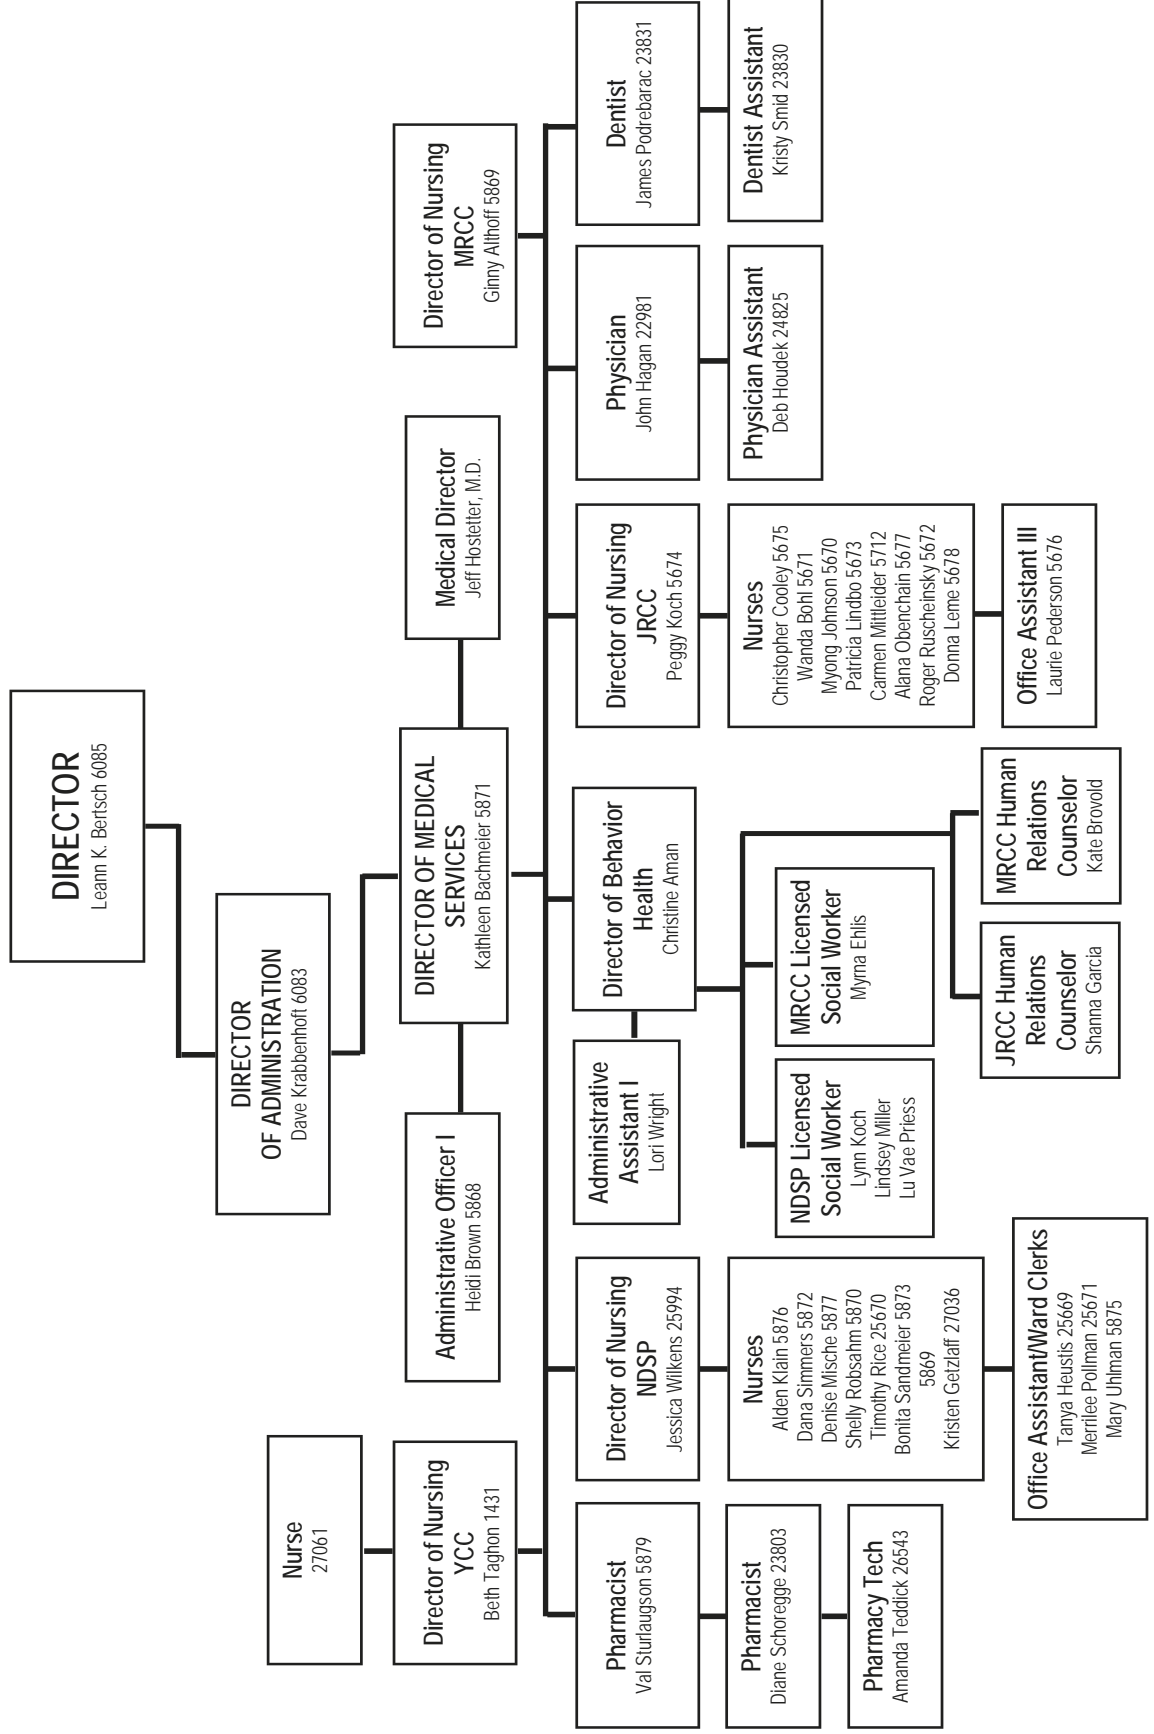 DIRECTOR
Leann K. Bertsch 6085
DIRECTOR
OF ADMINISTRATION
Dave Krabbenhoft 6083
Nurse
27061
Director of Nursing
YCC
Beth Taghon 1431
Administrative Officer I
Heidi Brown 5868
DIRECTOR OF MEDICAL
SERVICES
Kathleen Bachmeier 5871
Medical Director
Jeff Hostetter, M.D.
Director of Nursing
MRCC
Ginny Althoff 5869
Pharmacist
Val Sturlaugson 5879
Pharmacist
Diane Schoregge 23803
Pharmacy Tech
Amanda Teddick 26543
Director of Nursing
NDSP
Jessica Wilkens 25994
Nurses
Alden Klain 5876
Dana Simmers 5872
Denise Mische 5877
Shelly Robsahm 5870
Timothy Rice 25670
Bonita Sandmeier 5873
5869
Kristen Getzlaff 27036
Office Assistant/Ward Clerks
Tanya Heustis 25669
Merrilee Pollman 25671
Mary Uhlman 5875
Administrative
Assistant I
Lori Wright
Director of Behavior
Health
Christine Aman
NDSP Licensed
Social Worker
Lynn Koch
Lindsey Miller
Lu Vae Priess
MRCC Licensed
Social Worker
Myrna Ehlis
JRCC Human
Relations
Counselor
Shanna Garcia
MRCC Human
Relations
Counselor
Kate Brovold
Director of Nursing
JRCC
Peggy Koch 5674
Nurses
Christopher Cooley 5675
Wanda Bohl 5671
Myong Johnson 5670
Patricia Lindbo 5673
Carmen Mittleider 5712
Alana Obenchain 5677
Roger Ruscheinsky 5672
Donna Leme 5678
Office Assistant III
Laurie Pederson 5676
Physician
John Hagan 22981
Physician Assistant
Deb Houdek 24825
Dentist
James Podrebarac 23831
Dentist Assistant
Kristy Smid 23830